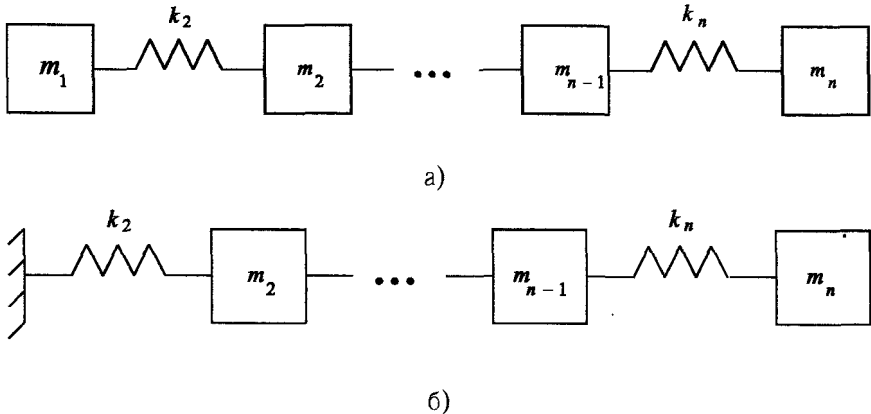 k₂ kₙ
m₁ m₂ ... mₙ₋₁ mₙ
а)
k₂ kₙ
m₂ ... mₙ₋₁ mₙ
б)